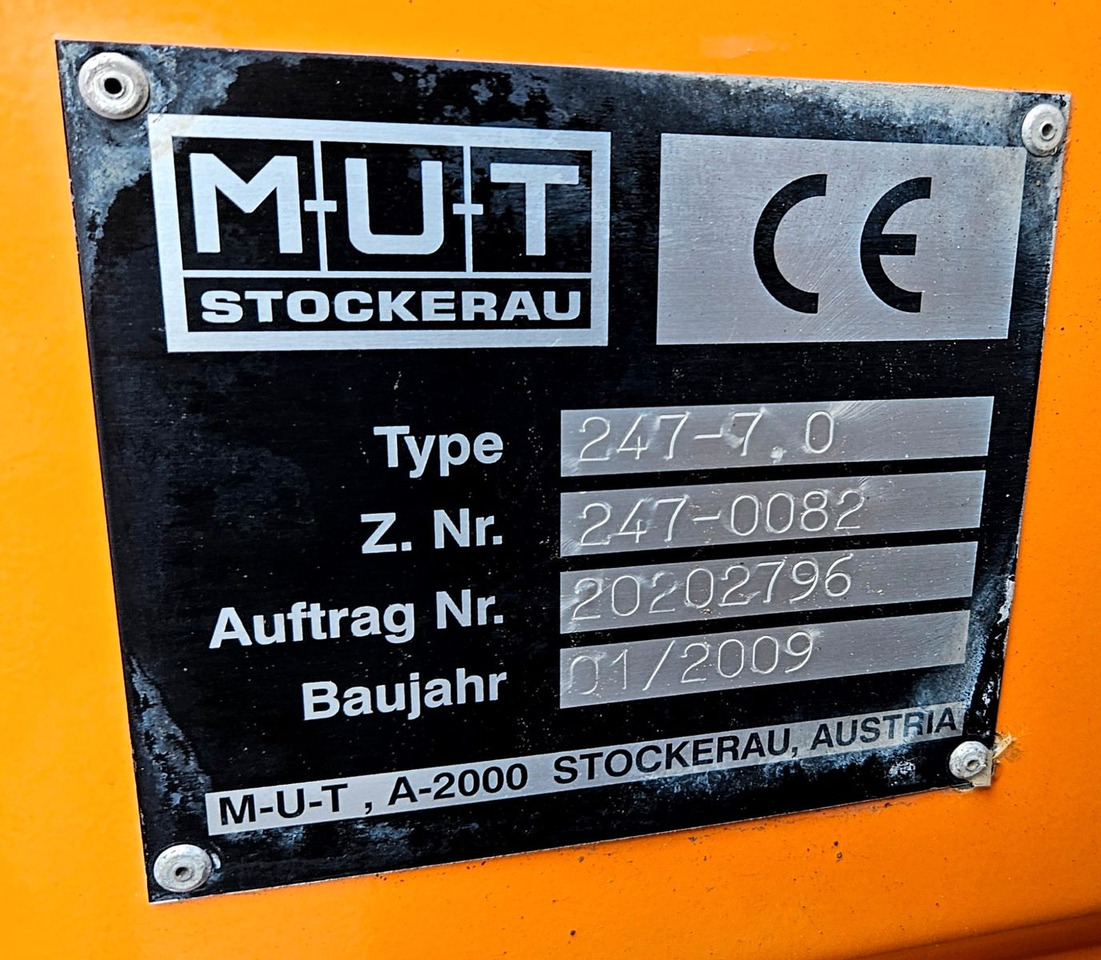 M-U-T
STOCKERAU
CE
Type 247-7.0
Z. Nr. 247-0082
Auftrag Nr. 20202796
Baujahr 01/2009
M-U-T , A-2000 STOCKERAU, AUSTRIA